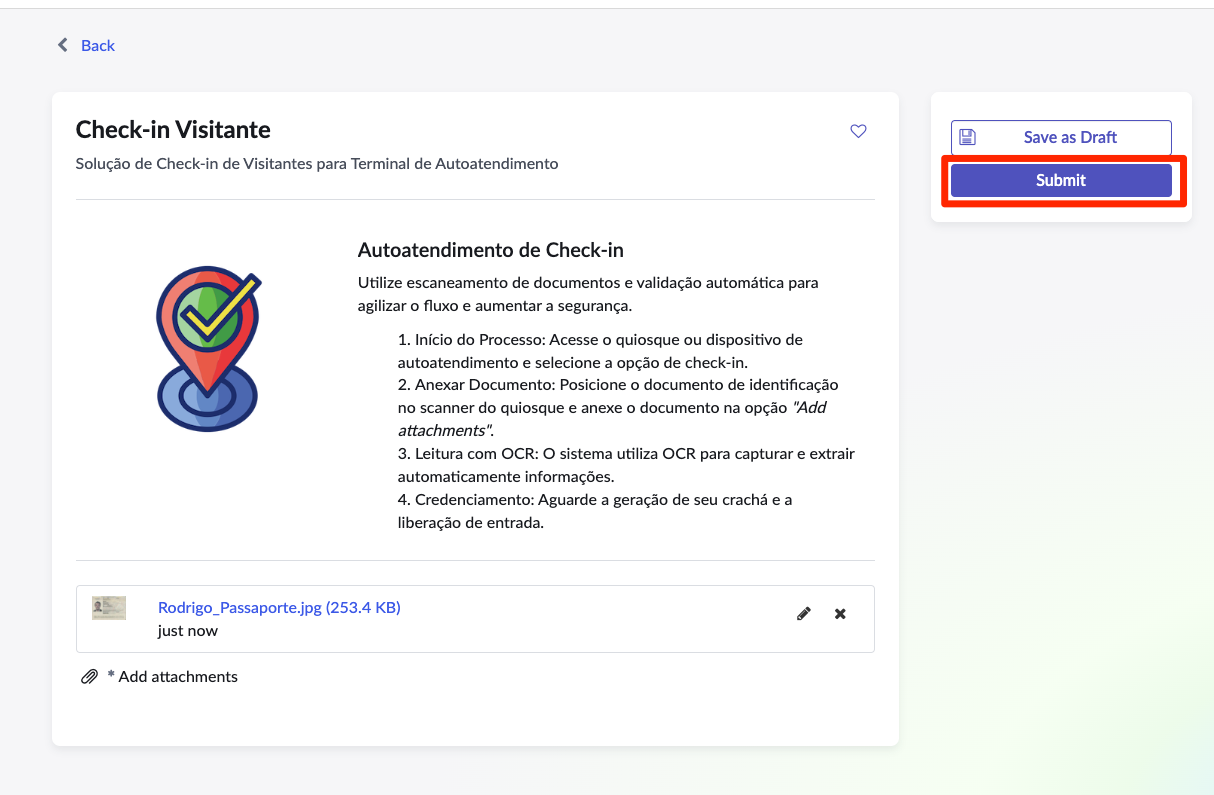 Back
Check-in Visitante
Solução de Check-in de Visitantes para Terminal de Autoatendimento
Save as Draft
Submit
Autoatendimento de Check-in
Utilize escaneamento de documentos e validação automática para
agilizar o fluxo e aumentar a segurança.
1. Início do Processo: Acesse o quiosque ou dispositivo de
autoatendimento e selecione a opção de check-in.
2. Anexar Documento: Posicione o documento de identificação
no scanner do quiosque e anexe o documento na opção "Add
attachments".
3. Leitura com OCR: O sistema utiliza OCR para capturar e extrair
automaticamente informações.
4. Credenciamento: Aguarde a geração de seu crachá e a
liberação de entrada.
Rodrigo_Passaporte.jpg (253.4 KB)
just now
* Add attachments